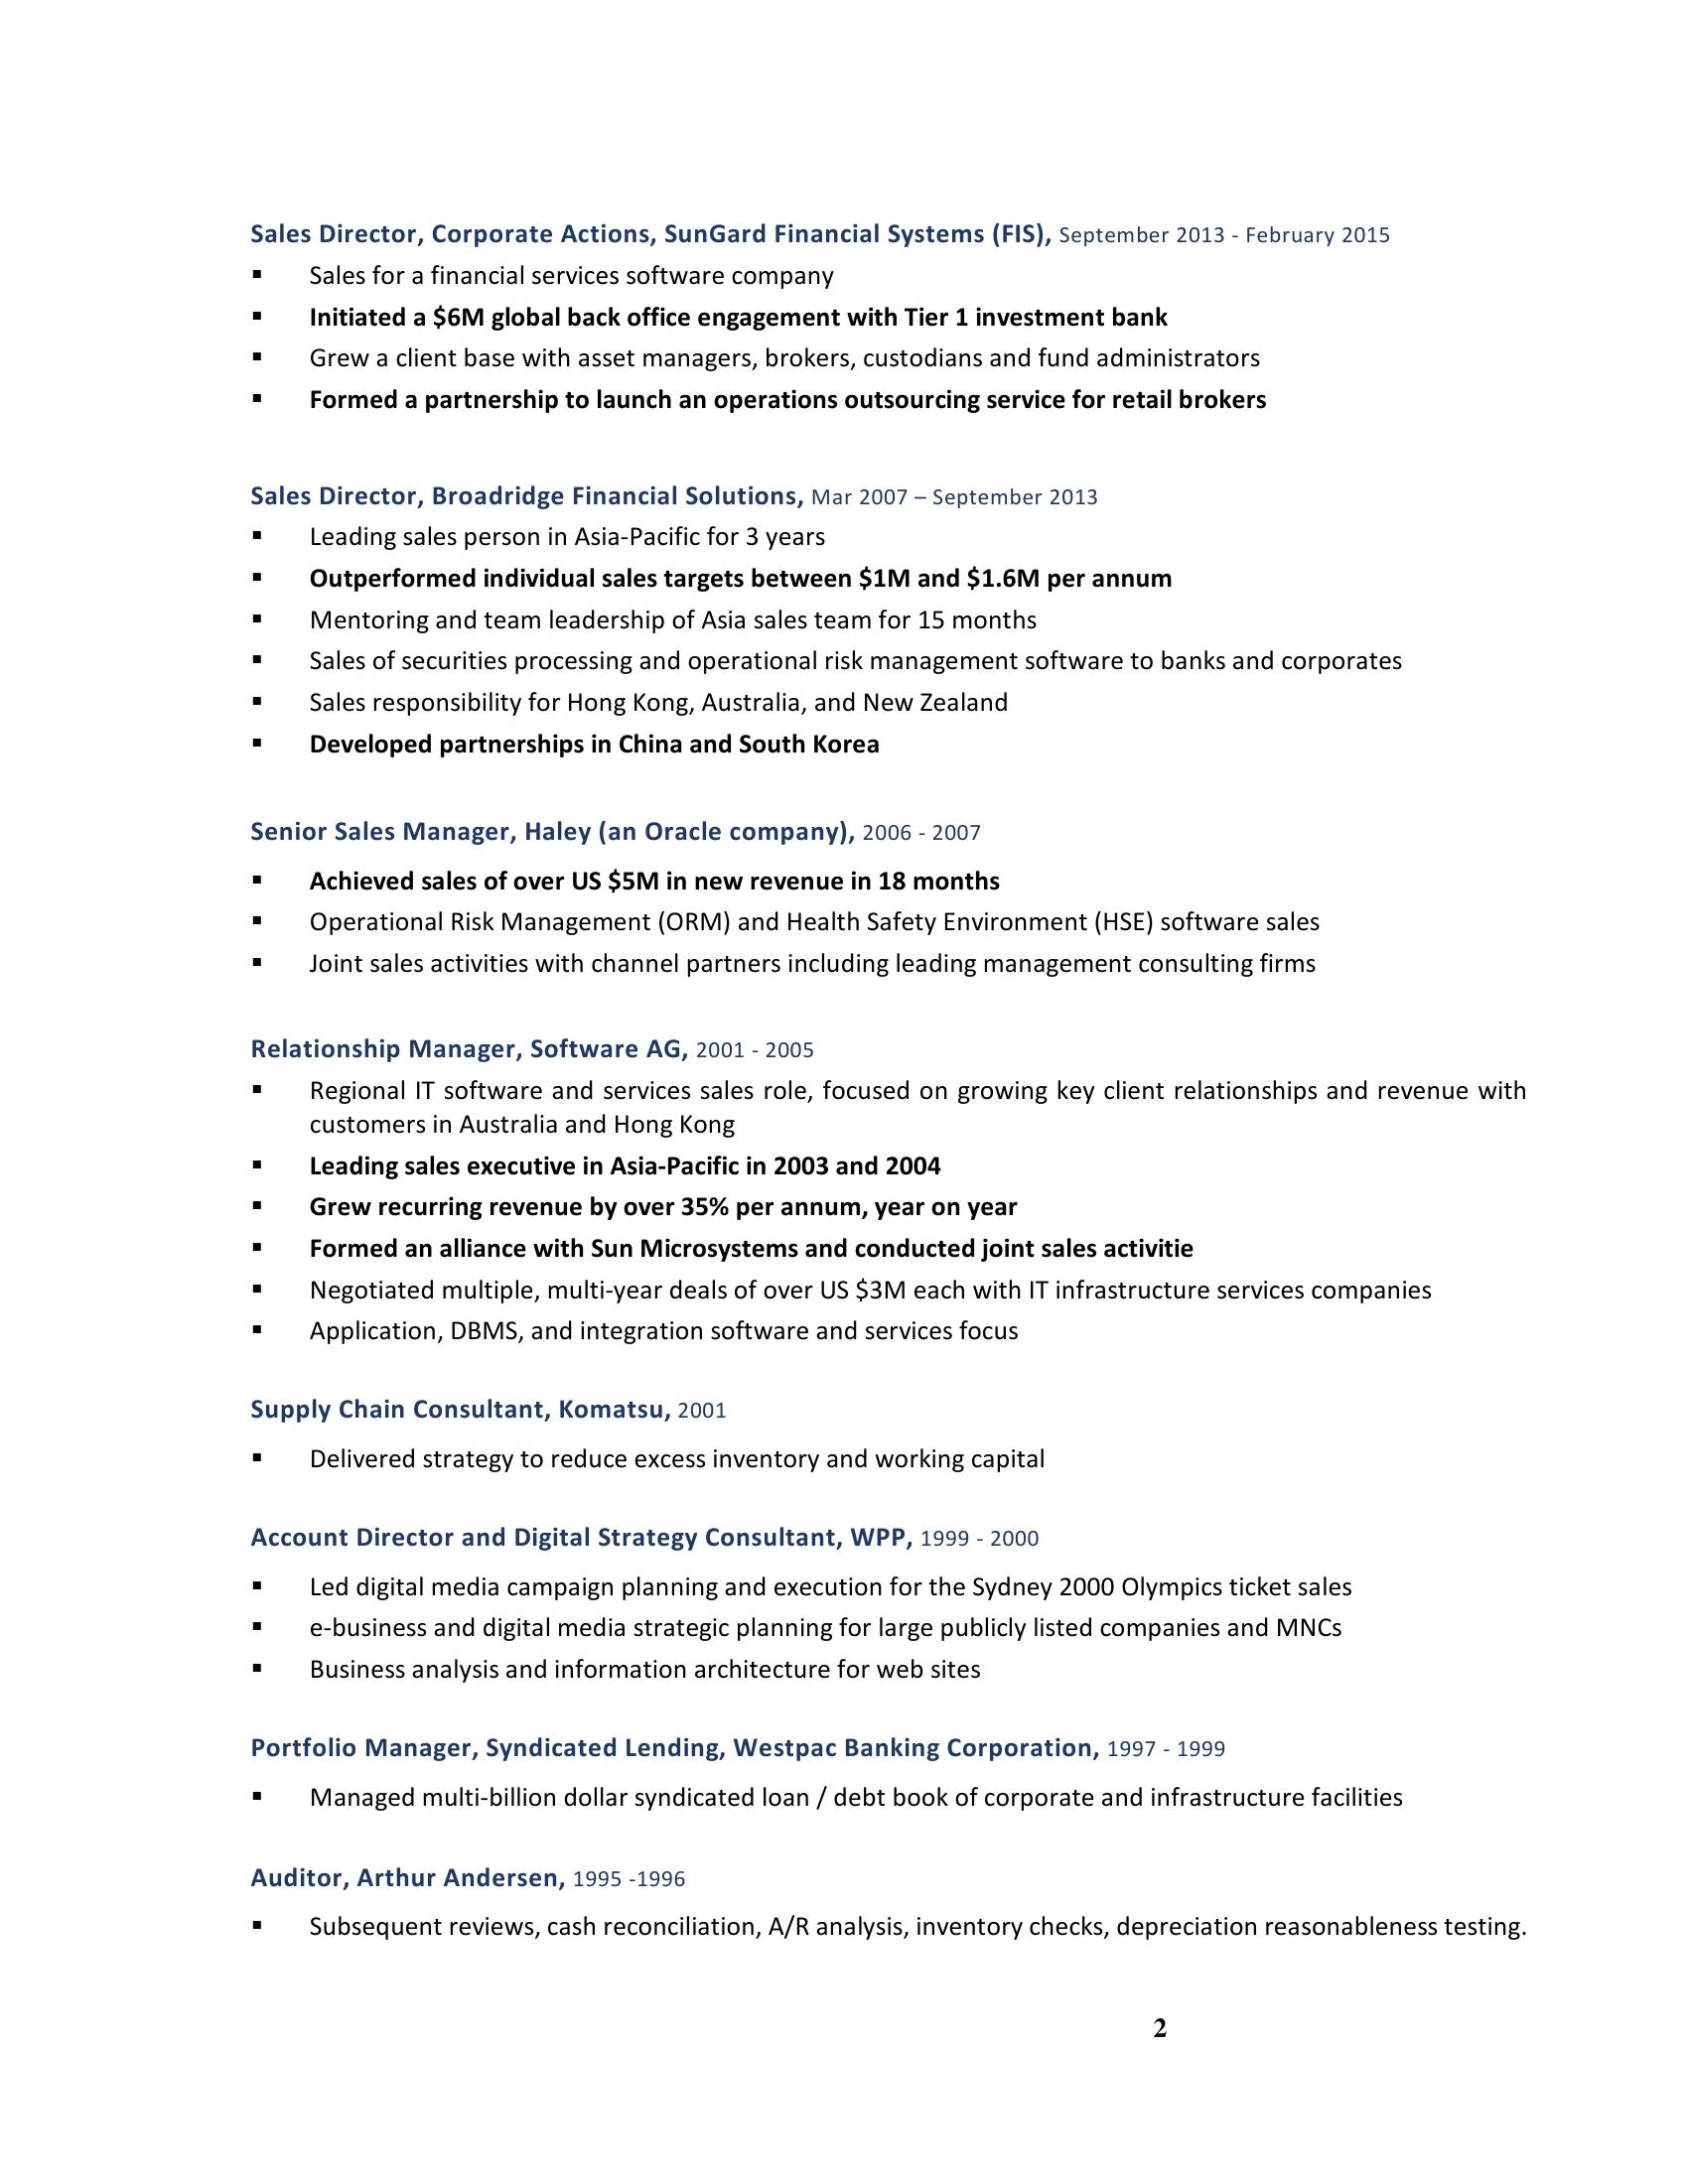 Sales Director, Corporate Actions, SunGard Financial Systems (FIS), September 2013 - February 2015
▪ Sales for a financial services software company
▪ Initiated a $6M global back office engagement with Tier 1 investment bank
▪ Grew a client base with asset managers, brokers, custodians and fund administrators
▪ Formed a partnership to launch an operations outsourcing service for retail brokers
Sales Director, Broadridge Financial Solutions, Mar 2007 – September 2013
▪ Leading sales person in Asia-Pacific for 3 years
▪ Outperformed individual sales targets between $1M and $1.6M per annum
▪ Mentoring and team leadership of Asia sales team for 15 months
▪ Sales of securities processing and operational risk management software to banks and corporates
▪ Sales responsibility for Hong Kong, Australia, and New Zealand
▪ Developed partnerships in China and South Korea
Senior Sales Manager, Haley (an Oracle company), 2006 - 2007
▪ Achieved sales of over US $5M in new revenue in 18 months
▪ Operational Risk Management (ORM) and Health Safety Environment (HSE) software sales
▪ Joint sales activities with channel partners including leading management consulting firms
Relationship Manager, Software AG, 2001 - 2005
▪ Regional IT software and services sales role, focused on growing key client relationships and revenue with
customers in Australia and Hong Kong
▪ Leading sales executive in Asia-Pacific in 2003 and 2004
▪ Grew recurring revenue by over 35% per annum, year on year
▪ Formed an alliance with Sun Microsystems and conducted joint sales activitie
▪ Negotiated multiple, multi-year deals of over US $3M each with IT infrastructure services companies
▪ Application, DBMS, and integration software and services focus
Supply Chain Consultant, Komatsu, 2001
▪ Delivered strategy to reduce excess inventory and working capital
Account Director and Digital Strategy Consultant, WPP, 1999 - 2000
▪ Led digital media campaign planning and execution for the Sydney 2000 Olympics ticket sales
▪ e-business and digital media strategic planning for large publicly listed companies and MNCs
▪ Business analysis and information architecture for web sites
Portfolio Manager, Syndicated Lending, Westpac Banking Corporation, 1997 - 1999
▪ Managed multi-billion dollar syndicated loan / debt book of corporate and infrastructure facilities
Auditor, Arthur Andersen, 1995 -1996
▪ Subsequent reviews, cash reconciliation, A/R analysis, inventory checks, depreciation reasonableness testing.
2